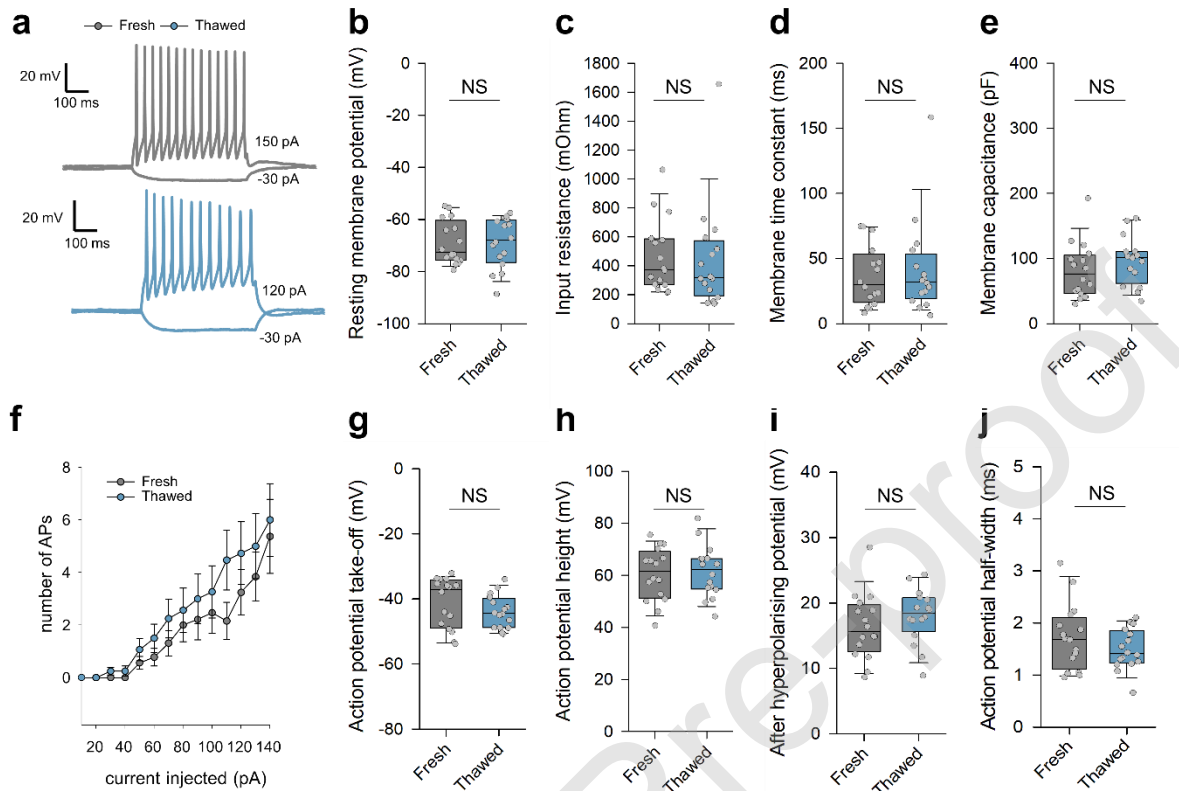 a
Fresh Thawed
20 mV
100 ms
150 pA
-30 pA
20 mV
100 ms
120 pA
-30 pA
b
Resting membrane potential (mV)
0
-20
-40
-60
-80
-100
NS
Fresh
Thawed
c
Input resistance (mOhm)
1800
1600
1400
1200
1000
800
600
400
200
0
NS
Fresh
Thawed
d
Membrane time constant (ms)
200
150
100
50
0
NS
Fresh
Thawed
e
Membrane capacitance (pF)
400
300
200
100
0
NS
Fresh
Thawed
f
number of APs
8
6
4
2
0
Fresh
Thawed
20 40 60 80 100 120 140
current injected (pA)
g
Action potential take-off (mV)
0
-20
-40
-60
-80
NS
Fresh
Thawed
h
Action potential height (mV)
100
80
60
40
20
0
NS
Fresh
Thawed
i
After hyperpolarising potential (mV)
40
30
20
10
0
NS
Fresh
Thawed
j
Action potential half-width (ms)
5
4
3
2
1
0
NS
Fresh
Thawed
Pre-proof